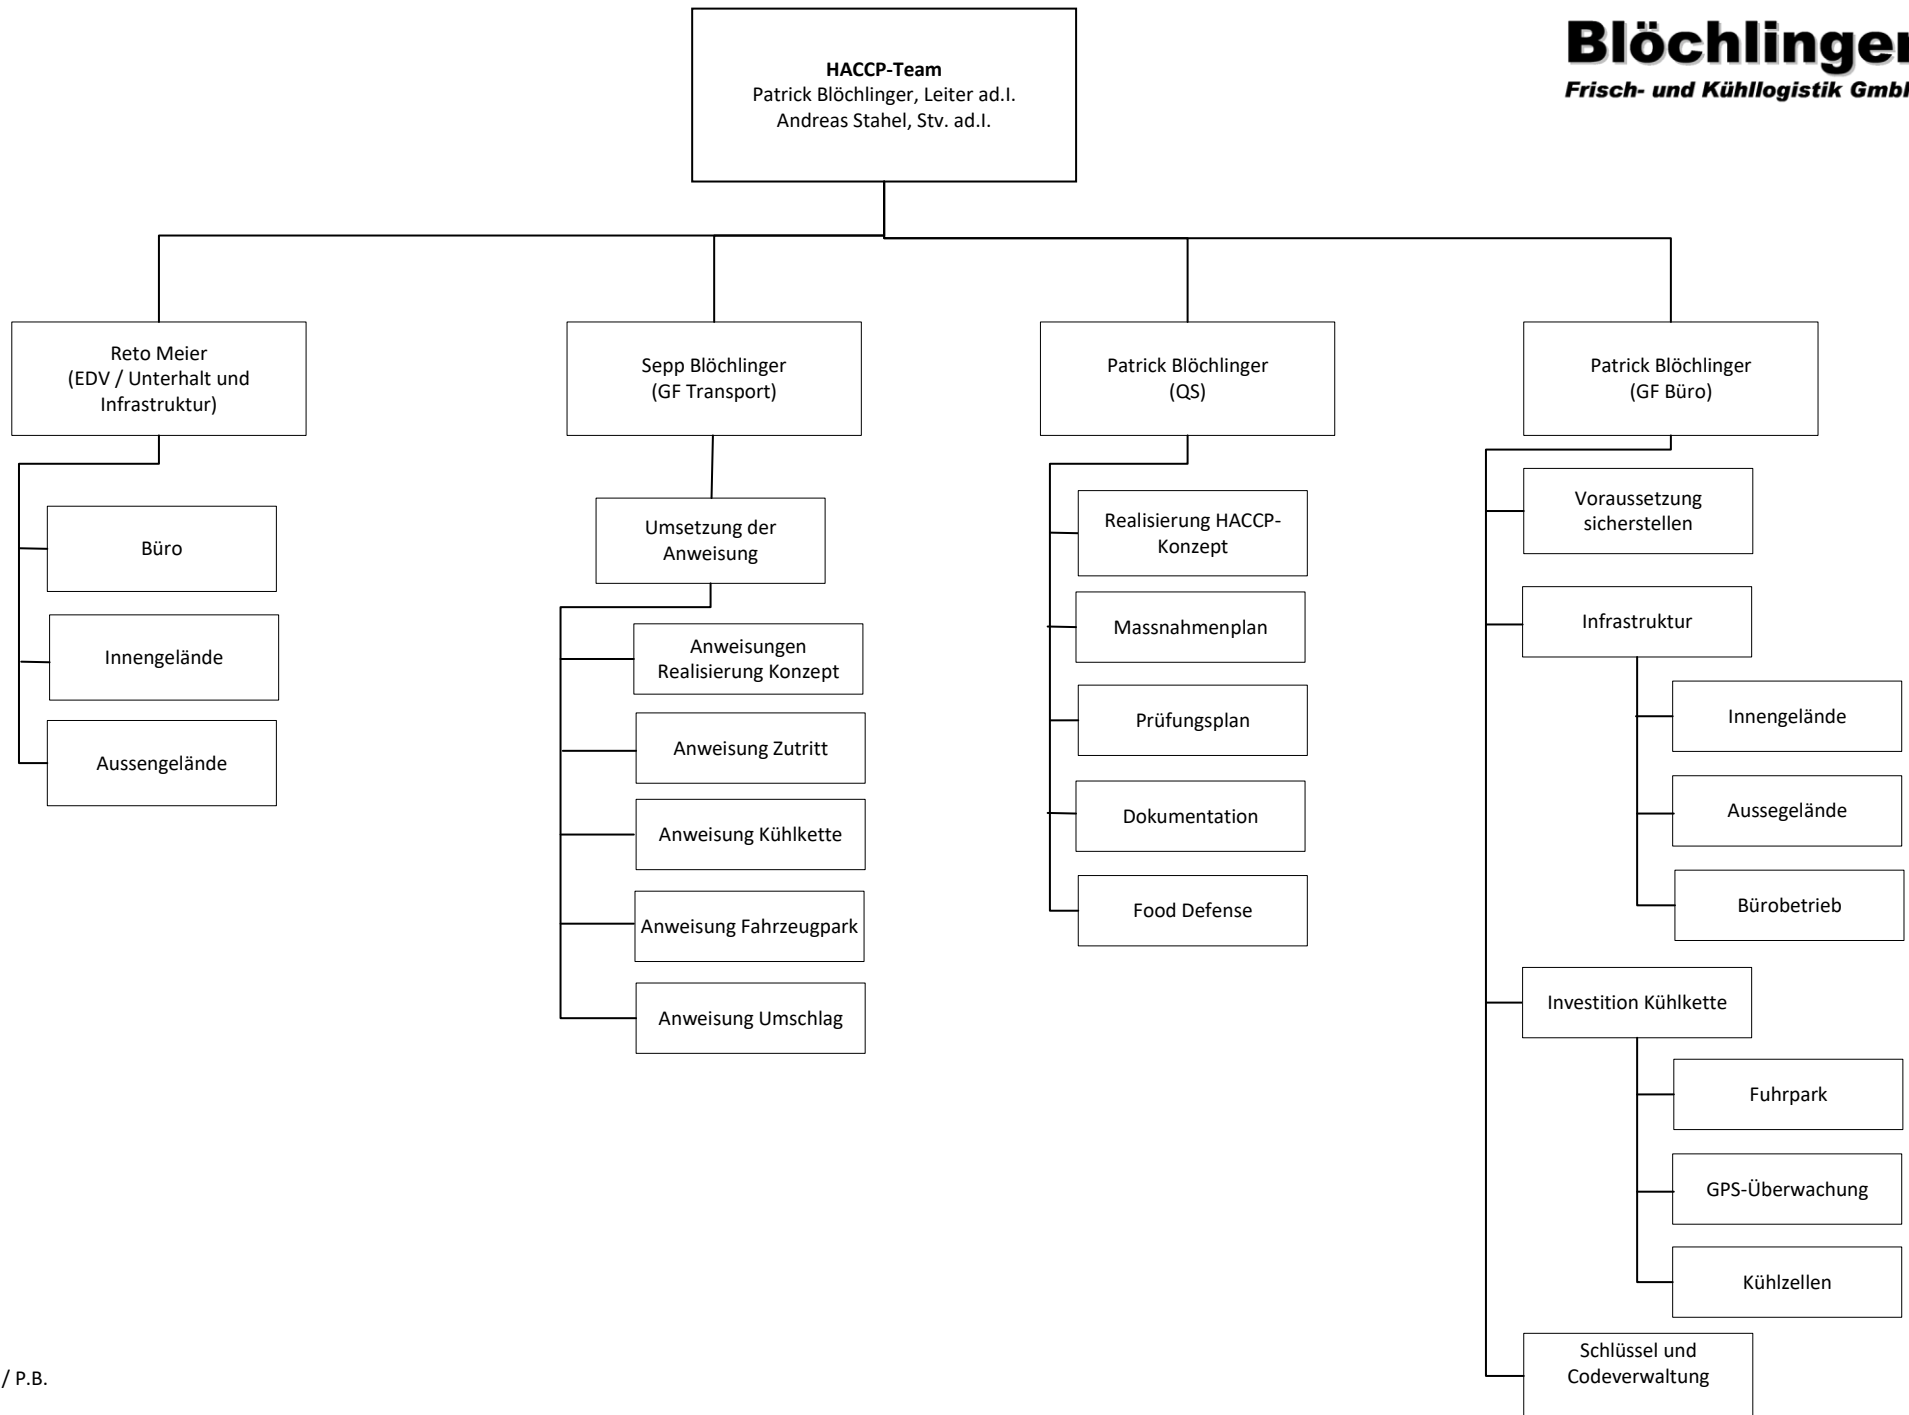 Blöchlinger
Frisch- und Kühllogistik GmbH
HACCP-Team
Patrick Blöchlinger, Leiter ad.I.
Andreas Stahel, Stv. ad.I.
Reto Meier
(EDV / Unterhalt und
Infrastruktur)
Büro
Innengelände
Aussengelände
Sepp Blöchlinger
(GF Transport)
Umsetzung der
Anweisung
Anweisungen
Realisierung Konzept
Anweisung Zutritt
Anweisung Kühlkette
Anweisung Fahrzeugpark
Anweisung Umschlag
Patrick Blöchlinger
(QS)
Realisierung HACCP-
Konzept
Massnahmenplan
Prüfungsplan
Dokumentation
Food Defense
Patrick Blöchlinger
(GF Büro)
Voraussetzung
sicherstellen
Infrastruktur
Innengelände
Aussegelände
Bürobetrieb
Investition Kühlkette
Fuhrpark
GPS-Überwachung
Kühlzellen
Schlüssel und
Codeverwaltung
/ P.B.